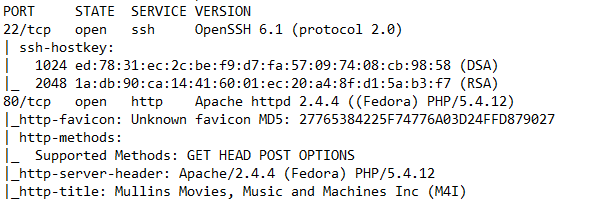 PORT     STATE  SERVICE VERSION
22/tcp   open   ssh     OpenSSH 6.1 (protocol 2.0)
| ssh-hostkey:
|   1024 ed:78:31:ec:2c:be:f9:d7:fa:57:09:74:08:cb:98:58 (DSA)
|_  2048 1a:db:90:ca:14:41:60:01:ec:20:a4:8f:d1:5a:b3:f7 (RSA)
80/tcp   open   http    Apache httpd 2.4.4 ((Fedora) PHP/5.4.12)
|_http-favicon: Unknown favicon MD5: 27765384225F74776A03D24FFD879027
| http-methods:
|_  Supported Methods: GET HEAD POST OPTIONS
|_http-server-header: Apache/2.4.4 (Fedora) PHP/5.4.12
|_http-title: Mullins Movies, Music and Machines Inc (M4I)